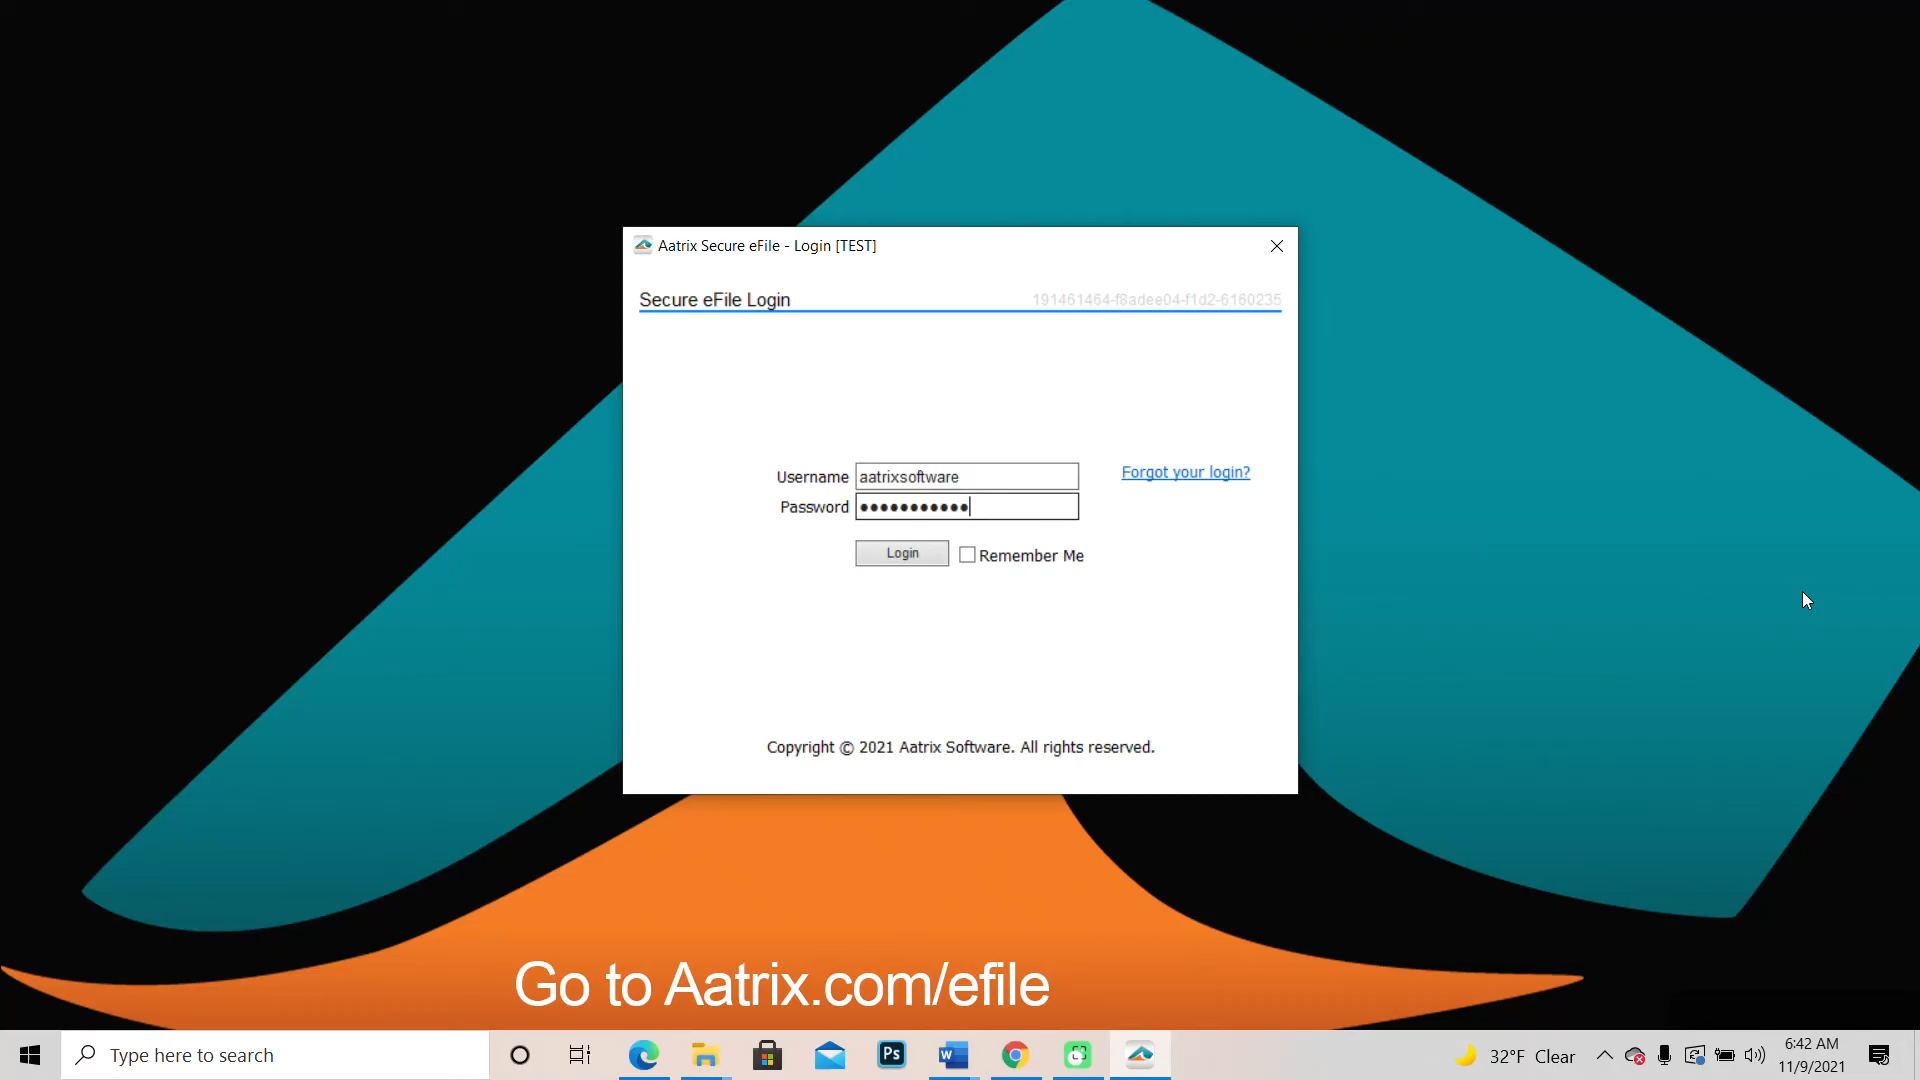 Aatrix Secure eFile - Login [TEST]
Secure eFile Login
191461464-f8adee04-f1d2-6160235
Username
aatrixsoftware
Forgot your login?
Password
Login
Remember Me
Copyright © 2021 Aatrix Software. All rights reserved.
Go to Aatrix.com/efile
Type here to search
Ps
W
32°F Clear
6:42 AM
11/9/2021